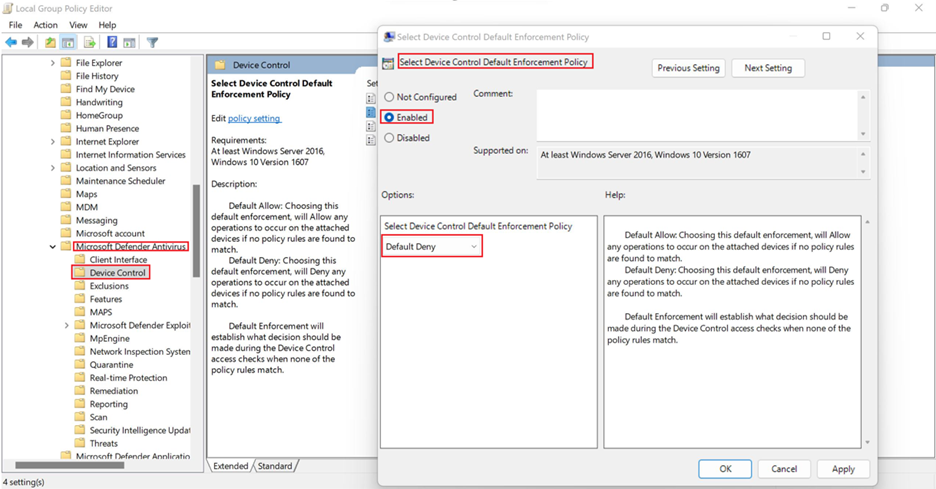 Local Group Policy Editor
File Action View Help
File Explorer
File History
Find My Device
Handwriting
HomeGroup
Human Presence
Internet Explorer
Internet Information Services
Location and Sensors
Maintenance Scheduler
Maps
MDM
Messaging
Microsoft account
Microsoft Defender Antivirus
Client Interface
Device Control
Exclusions
Features
MAPS
Microsoft Defender Exploit
MpEngine
Network Inspection System
Quarantine
Real-time Protection
Remediation
Reporting
Scan
Security Intelligence Updat
Threats
Microsoft Defender Applicatio
4 setting(s)
Device Control
Select Device Control Default
Enforcement Policy
Edit policy setting
Requirements:
At least Windows Server 2016,
Windows 10 Version 1607
Description:
Default Allow: Choosing this
default enforcement, will Allow any
operations to occur on the attached
devices if no policy rules are found to
match.
Default Deny: Choosing this
default enforcement, will Deny any
operations to occur on the attached
devices if no policy rules are found to
match.
Default Enforcement will
establish what decision should be
made during the Device Control
access checks when none of the
policy rules match.
Set
Extended Standard
Select Device Control Default Enforcement Policy
Select Device Control Default Enforcement Policy
Previous Setting Next Setting
Not Configured
Enabled
Disabled
Comment:
Supported on:
At least Windows Server 2016, Windows 10 Version 1607
Options:
Help:
Select Device Control Default Enforcement Policy
Default Deny
Default Allow: Choosing this default enforcement, will Allow
any operations to occur on the attached devices if no policy rules
are found to match.
Default Deny: Choosing this default enforcement, will Deny
any operations to occur on the attached devices if no policy rules
are found to match.
Default Enforcement will establish what decision should be
made during the Device Control access checks when none of the
policy rules match.
OK Cancel Apply